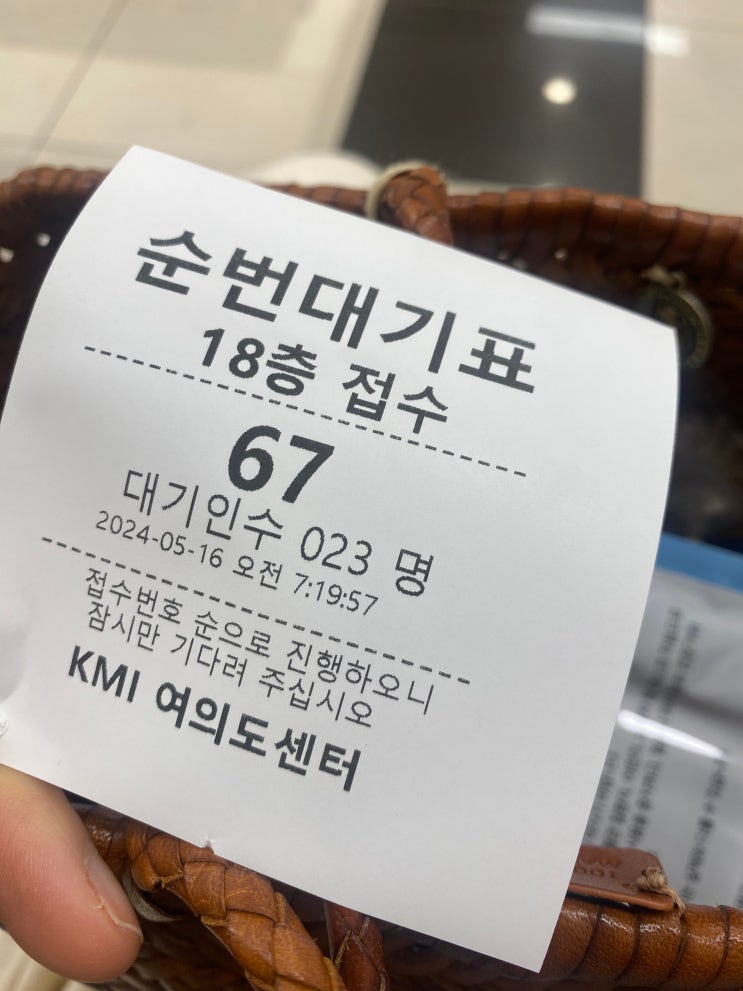 순번대기표
18층 접수
67
대기인수 023 명
2024-05-16 오전 7:19:57
접수번호 순으로 진행하오니
잠시만 기다려 주십시오
KMI 여의도센터